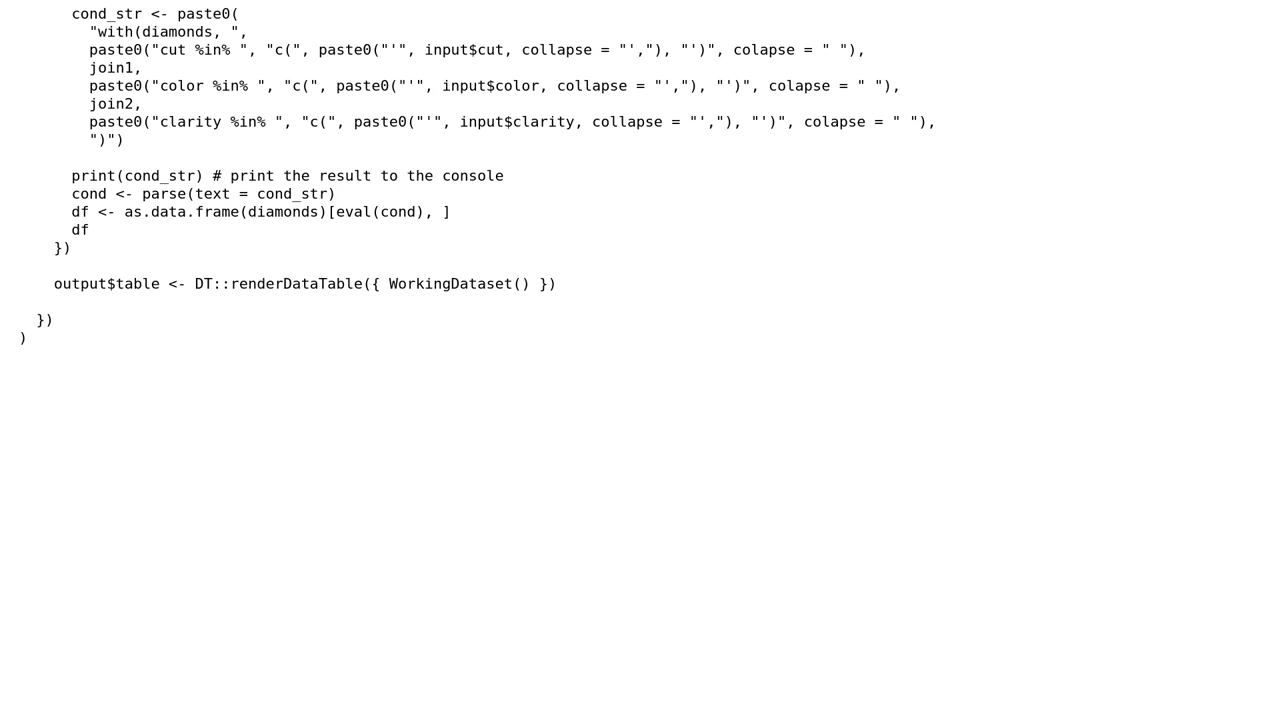 cond_str <- paste0(
"with(diamonds, ",
paste0("cut %in% ", "c(", paste0("'", input$cut, collapse = "',"), "')", colapse = " "),
join1,
paste0("color %in% ", "c(", paste0("'", input$color, collapse = "',"), "')", colapse = " "),
join2,
paste0("clarity %in% ", "c(", paste0("'", input$clarity, collapse = "',"), "')", colapse = " "),
")")
print(cond_str) # print the result to the console
cond <- parse(text = cond_str)
df <- as.data.frame(diamonds)[eval(cond), ]
df
})
output$table <- DT::renderDataTable({ WorkingDataset() })
})
)